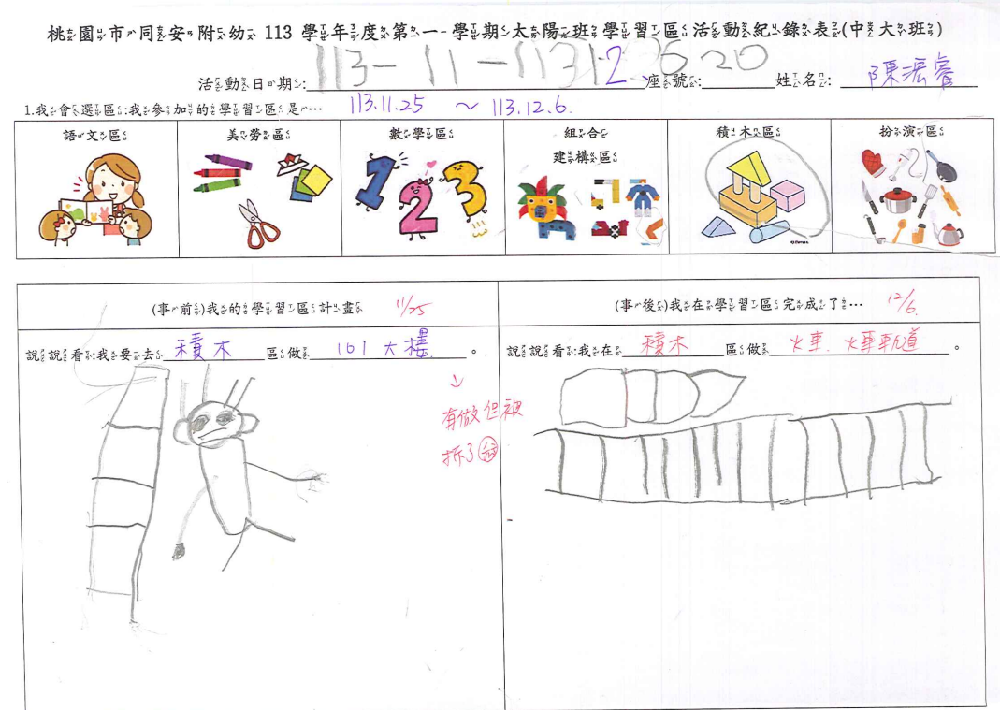 桃園市同安附幼 113 學年度第一學期太陽班學習區活動紀錄表(中大班)
活動日期: 113-11-113.12.6 座號: 20 姓名: 陳宏睿
1.我會選區:我參加的學習區是… 113.11.25 ~ 113.12.6.
語文區 美勞區 數學區 組合建構區 積木區 扮演區
1 2 3
(事前)我的學習區計畫 11/25
說說看:我要去 積木 區做 101大樓 。
↓
有做但被
拆了
(事後)我在學習區完成了… 12/6
說說看:我在 積木 區做 火車.火車軌道 。